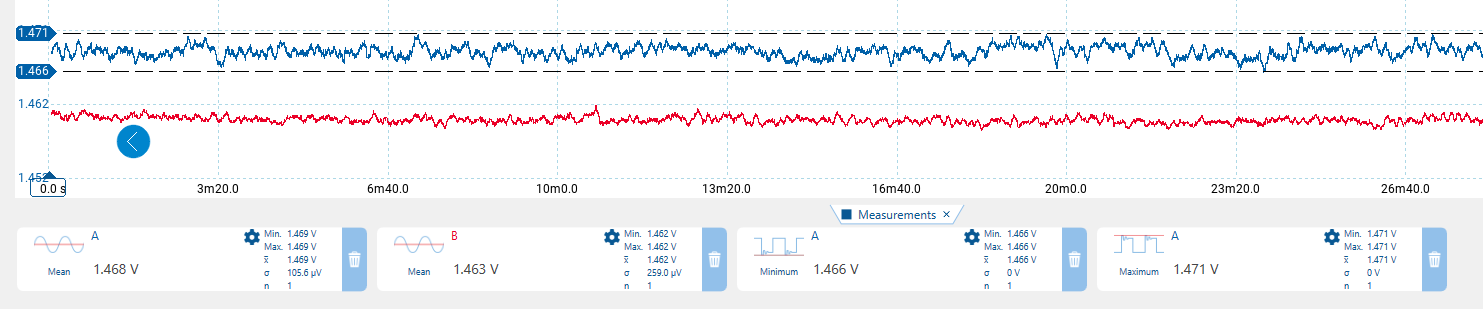 1.471
1.466
1.462
1.452
0.0 s 3m20.0 6m40.0 10m0.0 13m20.0 16m40.0 20m0.0 23m20.0 26m40.0
Measurements ×
A
Mean
1.468 V
Min. 1.469 V
Max. 1.469 V
x̄ 1.469 V
σ 105.6 µV
n 1
B
Mean
1.463 V
Min. 1.462 V
Max. 1.462 V
x̄ 1.462 V
σ 259.0 µV
n 1
A
Minimum
1.466 V
Min. 1.466 V
Max. 1.466 V
x̄ 1.466 V
σ 0 V
n 1
A
Maximum
1.471 V
Min. 1.471 V
Max. 1.471 V
x̄ 1.471 V
σ 0 V
n 1